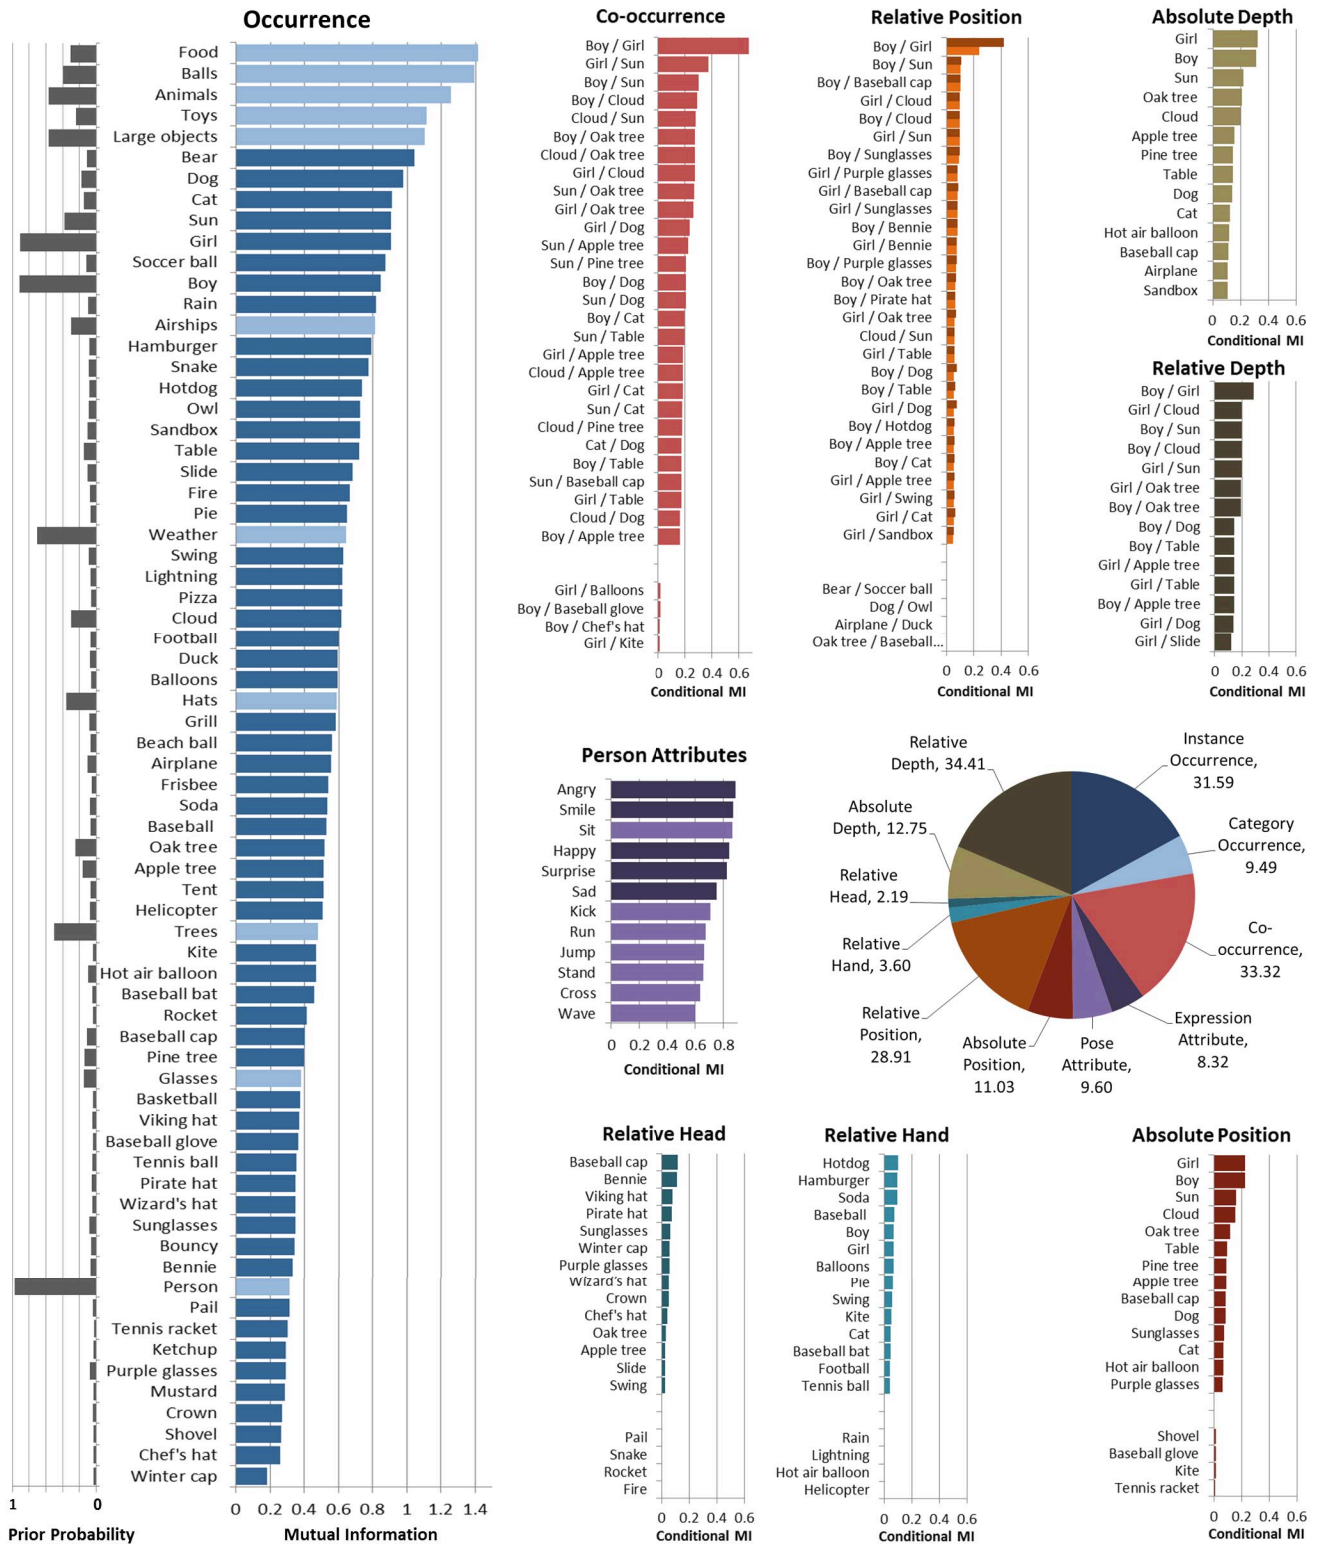 Occurrence
Food
Balls
Animals
Toys
Large objects
Bear
Dog
Cat
Sun
Girl
Soccer ball
Boy
Rain
Airships
Hamburger
Snake
Hotdog
Owl
Sandbox
Table
Slide
Fire
Pie
Weather
Swing
Lightning
Pizza
Cloud
Football
Duck
Balloons
Hats
Grill
Beach ball
Airplane
Frisbee
Soda
Baseball
Oak tree
Apple tree
Tent
Helicopter
Trees
Kite
Hot air balloon
Baseball bat
Rocket
Baseball cap
Pine tree
Glasses
Basketball
Viking hat
Baseball glove
Tennis ball
Pirate hat
Wizard's hat
Sunglasses
Bouncy
Bennie
Person
Pail
Tennis racket
Ketchup
Purple glasses
Mustard
Crown
Shovel
Chef's hat
Winter cap
1 0
0 0.2 0.4 0.6 0.8 1 1.2 1.4
Prior Probability
Mutual Information
Co-occurrence
Boy / Girl
Girl / Sun
Boy / Sun
Boy / Cloud
Cloud / Sun
Boy / Oak tree
Cloud / Oak tree
Girl / Cloud
Sun / Oak tree
Girl / Oak tree
Girl / Dog
Sun / Apple tree
Sun / Pine tree
Boy / Dog
Sun / Dog
Boy / Cat
Sun / Table
Girl / Apple tree
Cloud / Apple tree
Girl / Cat
Sun / Cat
Cloud / Pine tree
Cat / Dog
Boy / Table
Sun / Baseball cap
Girl / Table
Cloud / Dog
Boy / Apple tree
Girl / Balloons
Boy / Baseball glove
Boy / Chef's hat
Girl / Kite
0 0.2 0.4 0.6
Conditional MI
Relative Position
Boy / Girl
Boy / Sun
Boy / Baseball cap
Girl / Cloud
Boy / Cloud
Girl / Sun
Boy / Sunglasses
Girl / Purple glasses
Girl / Baseball cap
Girl / Sunglasses
Boy / Bennie
Girl / Bennie
Boy / Purple glasses
Boy / Oak tree
Boy / Pirate hat
Girl / Oak tree
Cloud / Sun
Girl / Table
Boy / Dog
Boy / Table
Girl / Dog
Boy / Hotdog
Boy / Apple tree
Boy / Cat
Girl / Apple tree
Girl / Swing
Girl / Cat
Girl / Sandbox
Bear / Soccer ball
Dog / Owl
Airplane / Duck
Oak tree / Baseball...
0 0.2 0.4 0.6
Conditional MI
Absolute Depth
Girl
Boy
Sun
Oak tree
Cloud
Apple tree
Pine tree
Table
Dog
Cat
Hot air balloon
Baseball cap
Airplane
Sandbox
0 0.2 0.4 0.6
Conditional MI
Relative Depth
Boy / Girl
Girl / Cloud
Boy / Sun
Boy / Cloud
Girl / Sun
Girl / Oak tree
Boy / Oak tree
Boy / Dog
Boy / Table
Girl / Apple tree
Girl / Table
Boy / Apple tree
Girl / Dog
Girl / Slide
0 0.2 0.4 0.6
Conditional MI
Person Attributes
Angry
Smile
Sit
Happy
Surprise
Sad
Kick
Run
Jump
Stand
Cross
Wave
0 0.2 0.4 0.6 0.8
Conditional MI
Instance
Occurrence,
31.59
Category
Occurrence,
9.49
Co-
occurrence,
33.32
Expression
Attribute,
8.32
Pose
Attribute,
9.60
Absolute
Position,
11.03
Relative
Position,
28.91
Relative
Hand, 3.60
Relative
Head, 2.19
Absolute
Depth, 12.75
Relative
Depth, 34.41
Relative Head
Baseball cap
Bennie
Viking hat
Pirate hat
Sunglasses
Winter cap
Purple glasses
Wizard's hat
Crown
Chef's hat
Oak tree
Apple tree
Slide
Swing
Pail
Snake
Rocket
Fire
0 0.2 0.4 0.6
Conditional MI
Relative Hand
Hotdog
Hamburger
Soda
Baseball
Boy
Girl
Balloons
Pie
Swing
Kite
Cat
Baseball bat
Football
Tennis ball
Rain
Lightning
Hot air balloon
Helicopter
0 0.2 0.4 0.6
Conditional MI
Absolute Position
Girl
Boy
Sun
Cloud
Oak tree
Table
Pine tree
Apple tree
Baseball cap
Dog
Sunglasses
Cat
Hot air balloon
Purple glasses
Shovel
Baseball glove
Kite
Tennis racket
0 0.2 0.4 0.6
Conditional MI